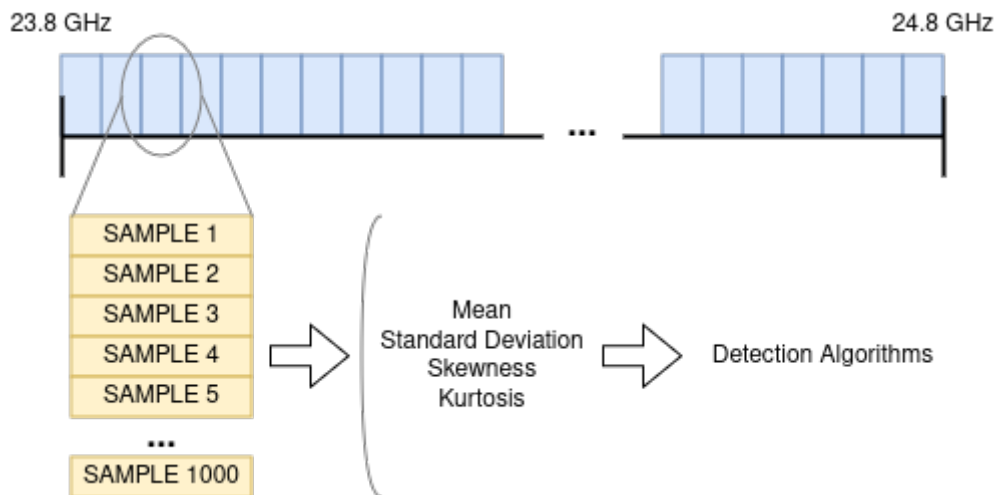 23.8 GHz
24.8 GHz
...
SAMPLE 1
SAMPLE 2
SAMPLE 3
SAMPLE 4
SAMPLE 5
...
SAMPLE 1000
Mean
Standard Deviation
Skewness
Kurtosis
Detection Algorithms